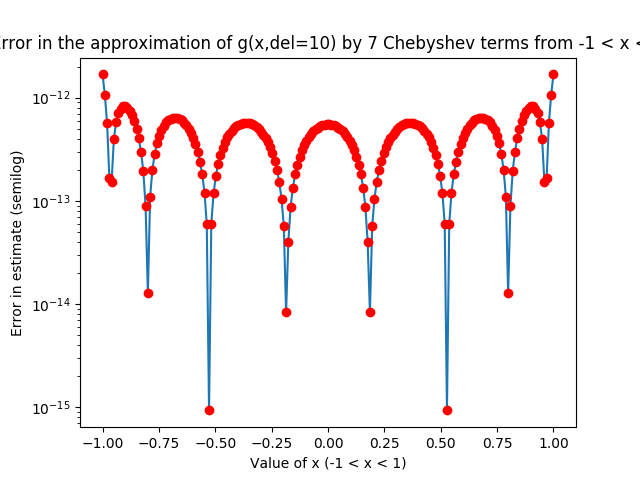 rror in the approximation of g(x,del=10) by 7 Chebyshev terms from -1 < x <
10⁻¹²
10⁻¹³
10⁻¹⁴
10⁻¹⁵
Error in estimate (semilog)
−1.00 −0.75 −0.50 −0.25 0.00 0.25 0.50 0.75 1.00
Value of x (-1 < x < 1)